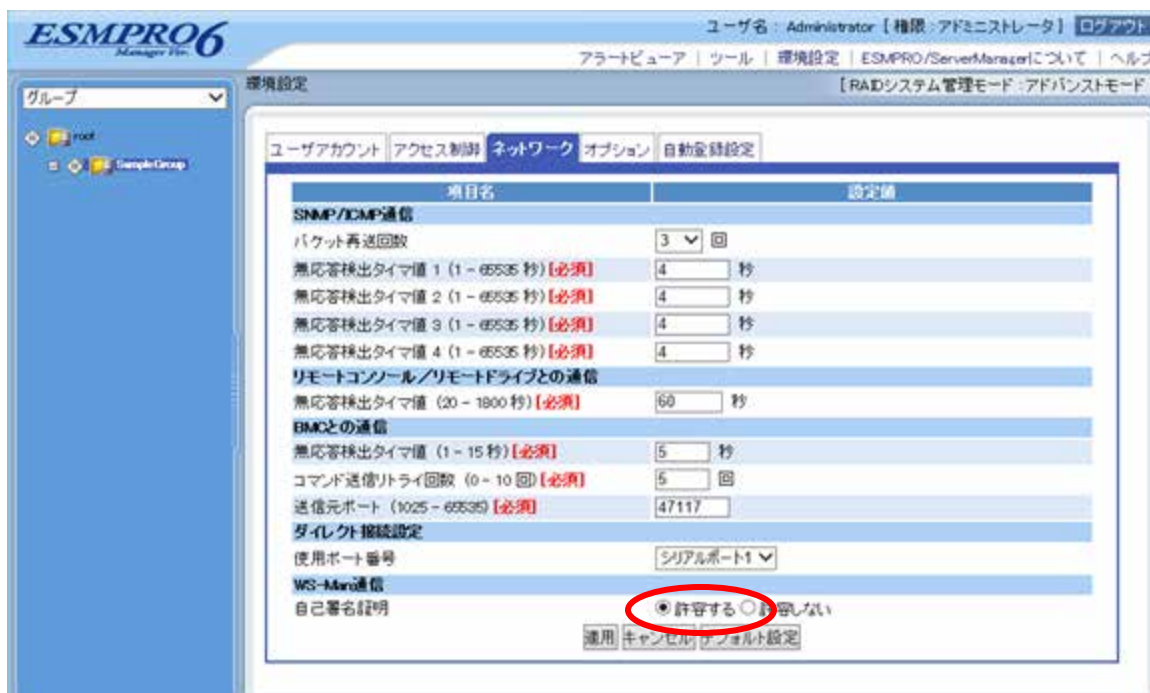 ESMPRO6
Manager Ver.
ユーザ名 : Administrator 【 権限 : アドミニストレータ】 ログアウト
アラートビューア | ツール | 環境設定 | ESMPRO/ServerManagerについて | ヘルプ
グループ
root
SampleGroup
環境設定
[ RAIDシステム管理モード : アドバンストモード
ユーザアカウント アクセス制御 ネットワーク オプション 自動登録設定
項目名 設定値
SNMP/ICMP通信
パケット再送回数 3 回
無応答検出タイマ値 1 (1 - 65535 秒) [必須] 4 秒
無応答検出タイマ値 2 (1 - 65535 秒) [必須] 4 秒
無応答検出タイマ値 3 (1 - 65535 秒) [必須] 4 秒
無応答検出タイマ値 4 (1 - 65535 秒) [必須] 4 秒
リモートコンソール/リモートドライブとの通信
無応答検出タイマ値 (20 - 1800 秒) [必須] 60 秒
BMCとの通信
無応答検出タイマ値 (1 - 15 秒) [必須] 5 秒
コマンド送信リトライ回数 (0 - 10 回) [必須] 5 回
送信元ポート (1025 - 65535) [必須] 47117
ダイレクト接続設定
使用ポート番号 シリアルポート1
WS-Man通信
自己署名証明 許容する 許容しない
適用 キャンセル デフォルト設定